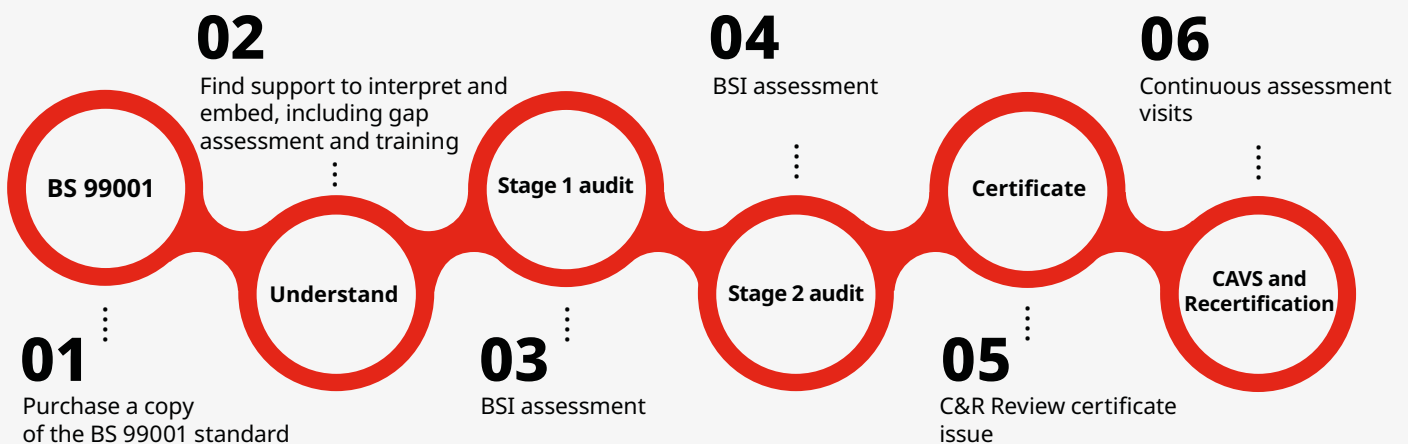 01
BS 99001
Purchase a copy
of the BS 99001 standard
02
Find support to interpret and
embed, including gap
assessment and training
Understand
03
Stage 1 audit
BSI assessment
04
BSI assessment
Stage 2 audit
05
Certificate
C&R Review certificate
issue
06
Continuous assessment
visits
CAVS and
Recertification